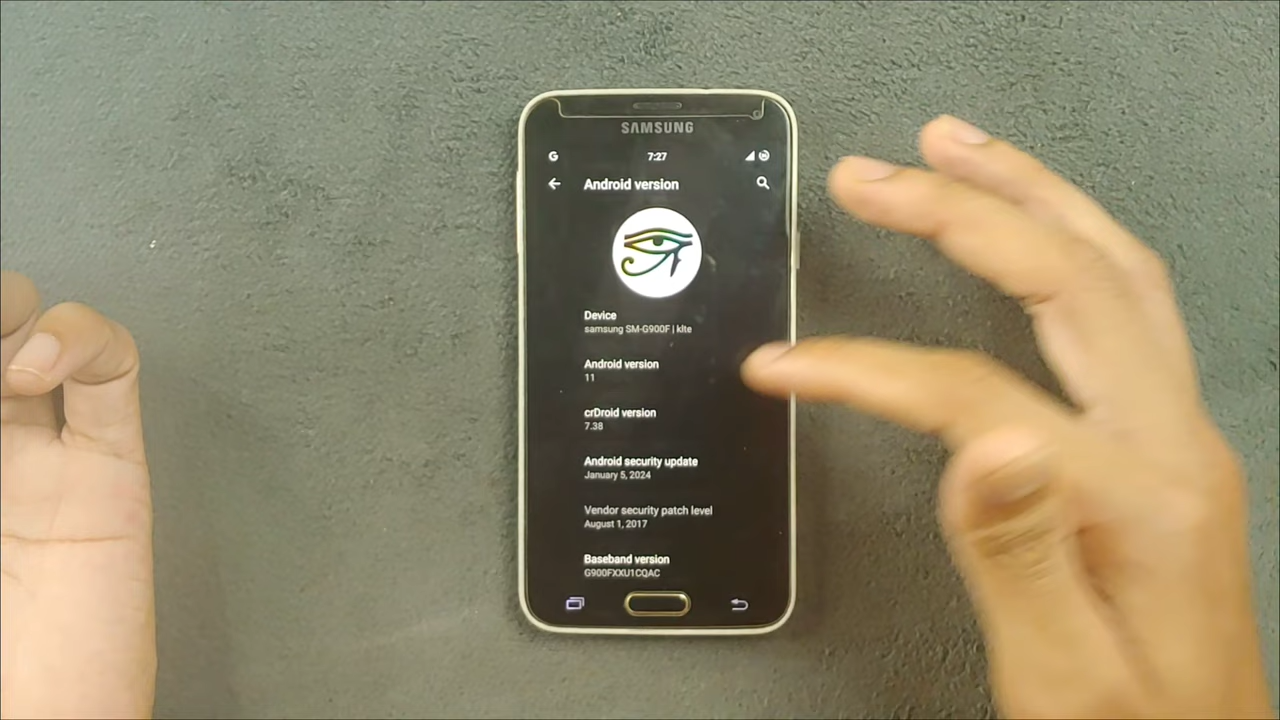 SAMSUNG
G 7:27
Android version
Device
samsung SM-G900F | klte
Android version
11
crDroid version
7.38
Android security update
January 5, 2024
Vendor security patch level
August 1, 2017
Baseband version
G900FXXU1CQAC